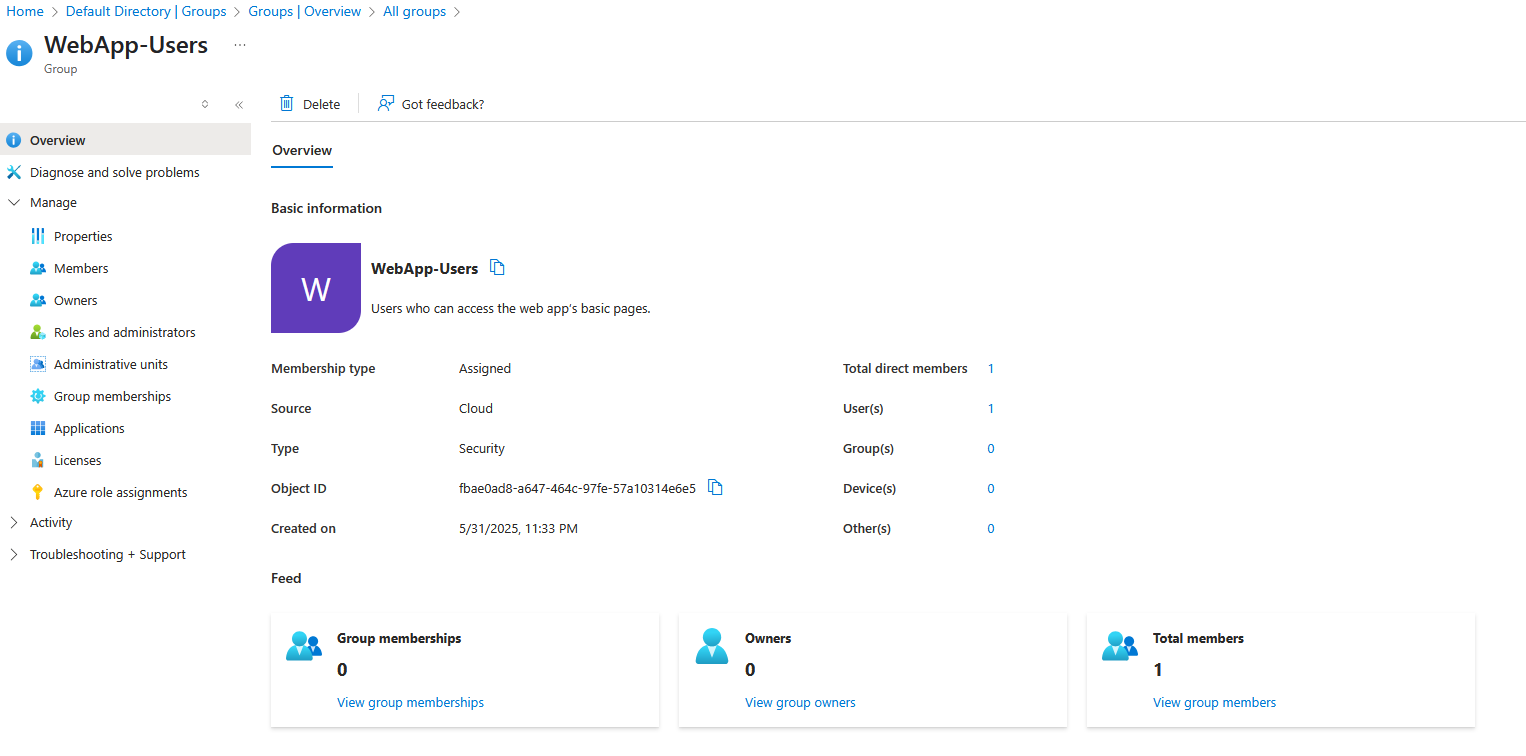 Home > Default Directory | Groups > Groups | Overview > All groups >
WebApp-Users ...
Group
« Delete Got feedback?
Overview
Diagnose and solve problems
Manage
Properties
Members
Owners
Roles and administrators
Administrative units
Group memberships
Applications
Licenses
Azure role assignments
Activity
Troubleshooting + Support
Overview
Basic information
W
WebApp-Users
Users who can access the web app's basic pages.
Membership type Assigned Total direct members 1
Source Cloud User(s) 1
Type Security Group(s) 0
Object ID fbae0ad8-a647-464c-97fe-57a10314e6e5 Device(s) 0
Created on 5/31/2025, 11:33 PM Other(s) 0
Feed
Group memberships
0
View group memberships
Owners
0
View group owners
Total members
1
View group members